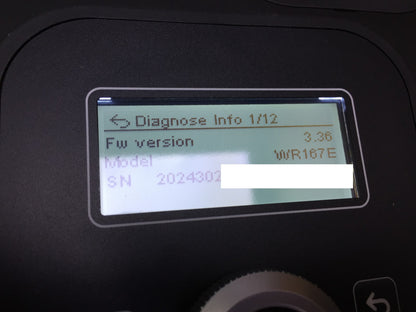 Diagnose Info 1/12
Fw version 3.36
Model WR167E
SN 2024302